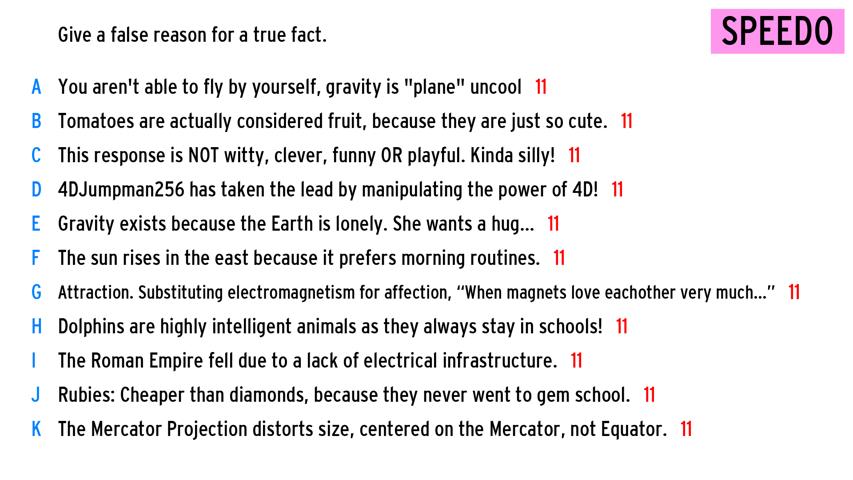 Give a false reason for a true fact.
SPEEDO
A You aren't able to fly by yourself, gravity is "plane" uncool 11
B Tomatoes are actually considered fruit, because they are just so cute. 11
C This response is NOT witty, clever, funny OR playful. Kinda silly! 11
D 4DJumpman256 has taken the lead by manipulating the power of 4D! 11
E Gravity exists because the Earth is lonely. She wants a hug... 11
F The sun rises in the east because it prefers morning routines. 11
G Attraction. Substituting electromagnetism for affection, “When magnets love eachother very much...” 11
H Dolphins are highly intelligent animals as they always stay in schools! 11
I The Roman Empire fell due to a lack of electrical infrastructure. 11
J Rubies: Cheaper than diamonds, because they never went to gem school. 11
K The Mercator Projection distorts size, centered on the Mercator, not Equator. 11